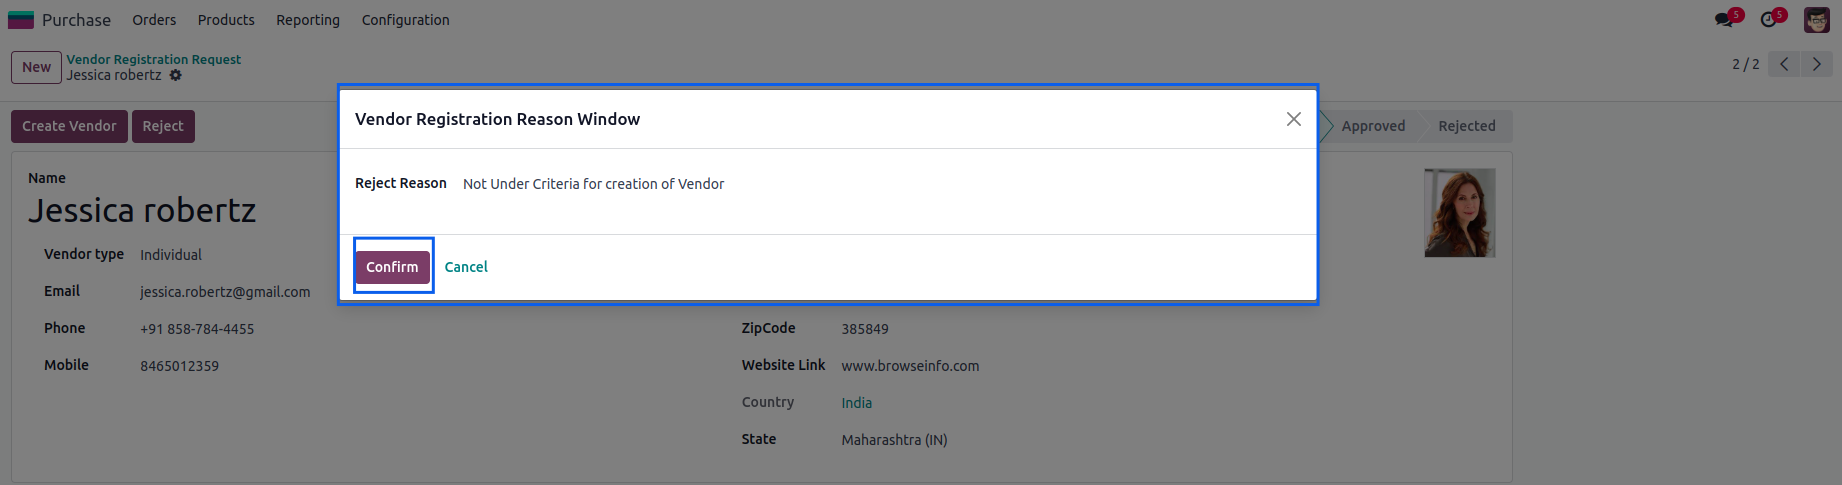 Purchase Orders Products Reporting Configuration 5 5
New Vendor Registration Request
Jessica robertz
2 / 2
Vendor Registration Reason Window
Create Vendor Reject Approved Rejected
Reject Reason Not Under Criteria for creation of Vendor
Confirm Cancel
Name
Jessica robertz
Vendor type Individual
Email jessica.robertz@gmail.com
Phone +91 858-784-4455
Mobile 8465012359
ZipCode 385849
Website Link www.browseinfo.com
Country India
State Maharashtra (IN)